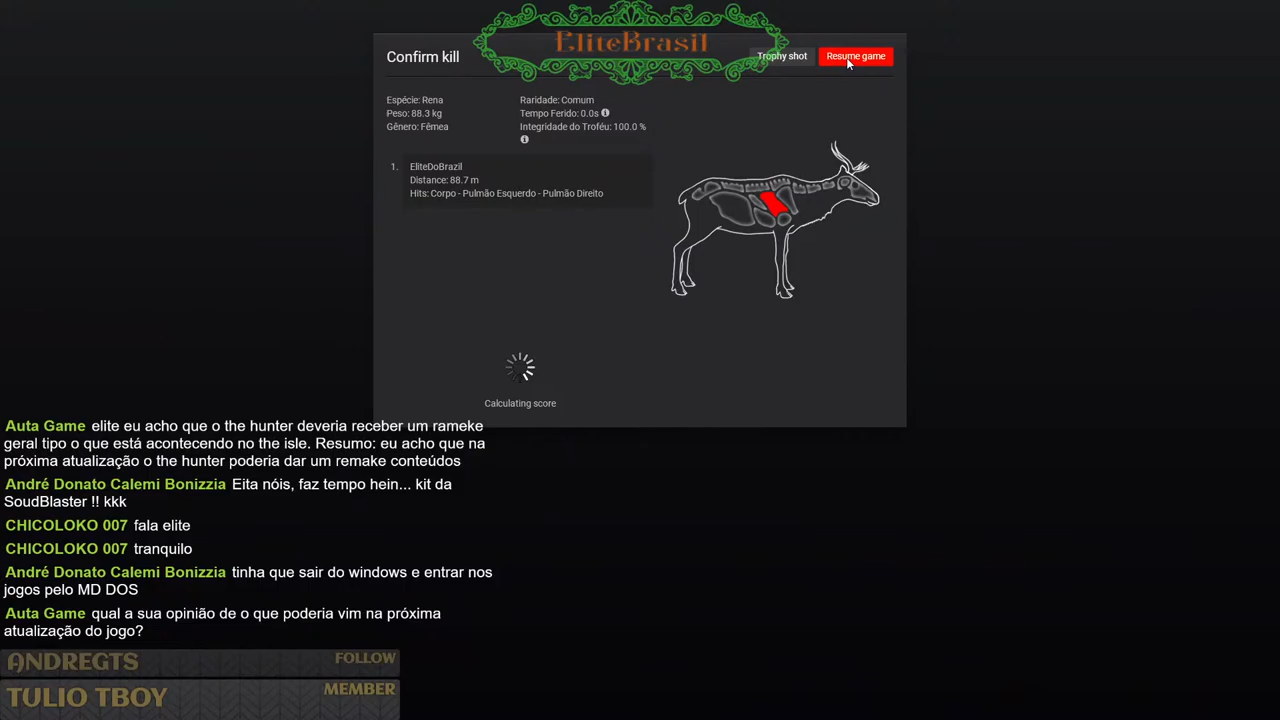 EliteBrasil
Confirm kill
Trophy shot
Resume game
Espécie: Rena
Raridade: Comum
Peso: 88.3 kg
Tempo Ferido: 0.0s
Gênero: Fêmea
Integridade do Troféu: 100.0 %
1.
EliteDoBrazil
Distance: 88.7 m
Hits: Corpo - Pulmão Esquerdo - Pulmão Direito
Calculating score
Auta Game elite eu acho que o the hunter deveria receber um rameke
geral tipo o que está acontecendo no the isle. Resumo: eu acho que na
próxima atualização o the hunter poderia dar um remake conteúdos
André Donato Calemi Bonizzia Eita nóis, faz tempo hein... kit da
SoudBlaster !! kkk
CHICOLOKO 007 fala elite
CHICOLOKO 007 tranquilo
André Donato Calemi Bonizzia tinha que sair do windows e entrar nos
jogos pelo MD DOS
Auta Game qual a sua opinião de o que poderia vim na próxima
atualização do jogo?
ANDREGTS FOLLOW
TULIO TBOY MEMBER